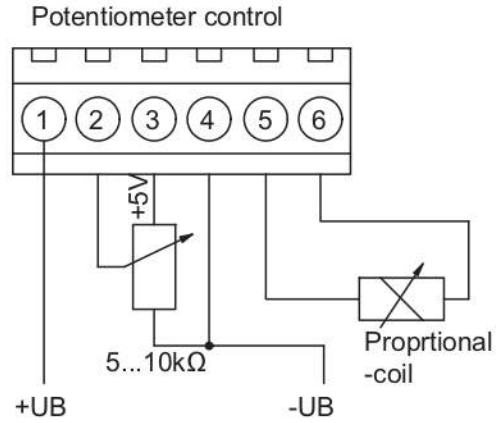 Potentiometer control
1 2 3 4 5 6
+5V
5...10kΩ
Proprtional
-coil
+UB
-UB